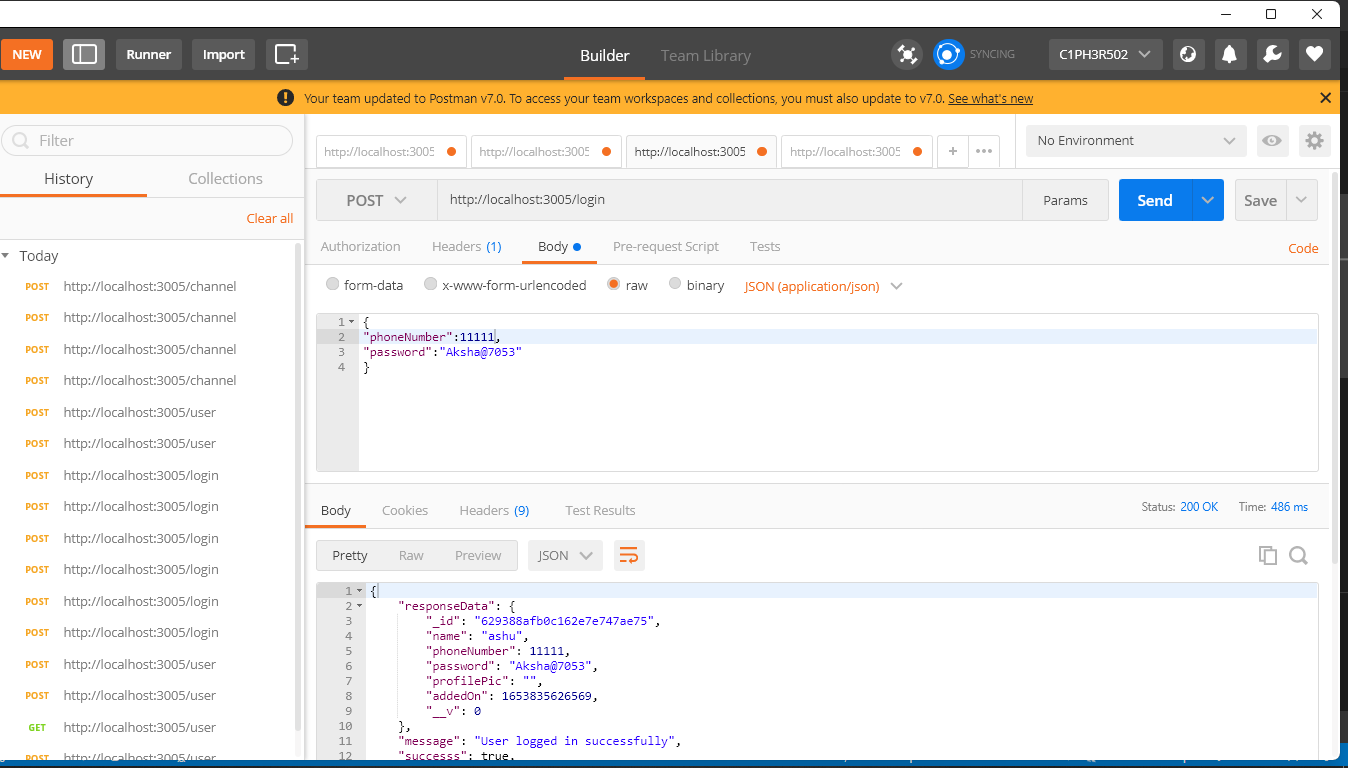 NEW Runner Import Builder Team Library SYNCING C1PH3R502
Your team updated to Postman v7.0. To access your team workspaces and collections, you must also update to v7.0. See what's new
Filter
History Collections
Clear all
Today
POST http://localhost:3005/channel
POST http://localhost:3005/channel
POST http://localhost:3005/channel
POST http://localhost:3005/channel
POST http://localhost:3005/user
POST http://localhost:3005/user
POST http://localhost:3005/login
POST http://localhost:3005/login
POST http://localhost:3005/login
POST http://localhost:3005/login
POST http://localhost:3005/login
POST http://localhost:3005/login
POST http://localhost:3005/user
POST http://localhost:3005/user
GET http://localhost:3005/user
POST http://localhost:3005/user
http://localhost:3005 http://localhost:3005 http://localhost:3005 http://localhost:3005 + No Environment
POST http://localhost:3005/login Params Send Save
Authorization Headers (1) Body Pre-request Script Tests Code
form-data x-www-form-urlencoded raw binary JSON (application/json)
1 {
2 "phoneNumber":11111,
3 "password":"Aksha@7053"
4 }
Body Cookies Headers (9) Test Results Status: 200 OK Time: 486 ms
Pretty Raw Preview JSON
1 {
2 "responseData": {
3 "_id": "629388afb0c162e7e747ae75",
4 "name": "ashu",
5 "phoneNumber": 11111,
6 "password": "Aksha@7053",
7 "profilePic": "",
8 "addedOn": 1653835626569,
9 "__v": 0
10 },
11 "message": "User logged in successfully",
12 "successs": true,